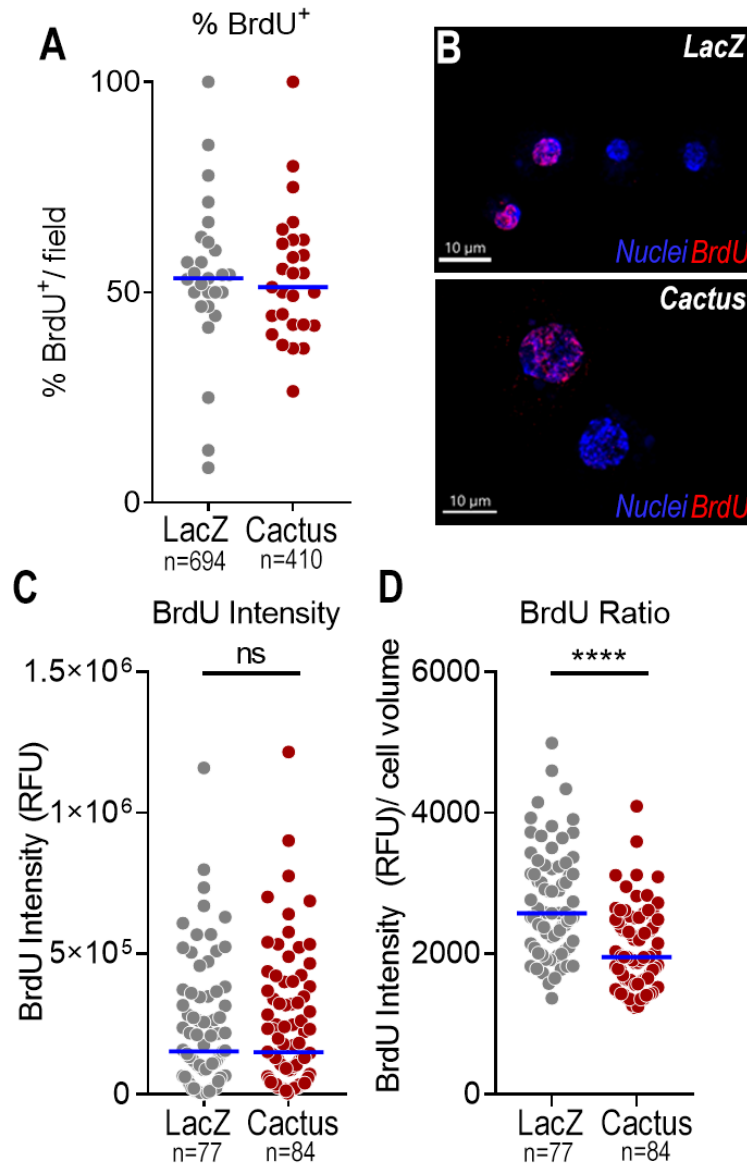 A
% BrdU⁺
% BrdU⁺/ field
100
50
0
LacZ Cactus
n=694 n=410
B
LacZ
10 µm
Nuclei BrdU
Cactus
10 µm
Nuclei BrdU
C
BrdU Intensity
ns
BrdU Intensity (RFU)
1.5×10⁶
1×10⁶
5×10⁵
0
LacZ Cactus
n=77 n=84
D
BrdU Ratio
****
BrdU Intensity (RFU)/ cell volume
6000
4000
2000
0
LacZ Cactus
n=77 n=84